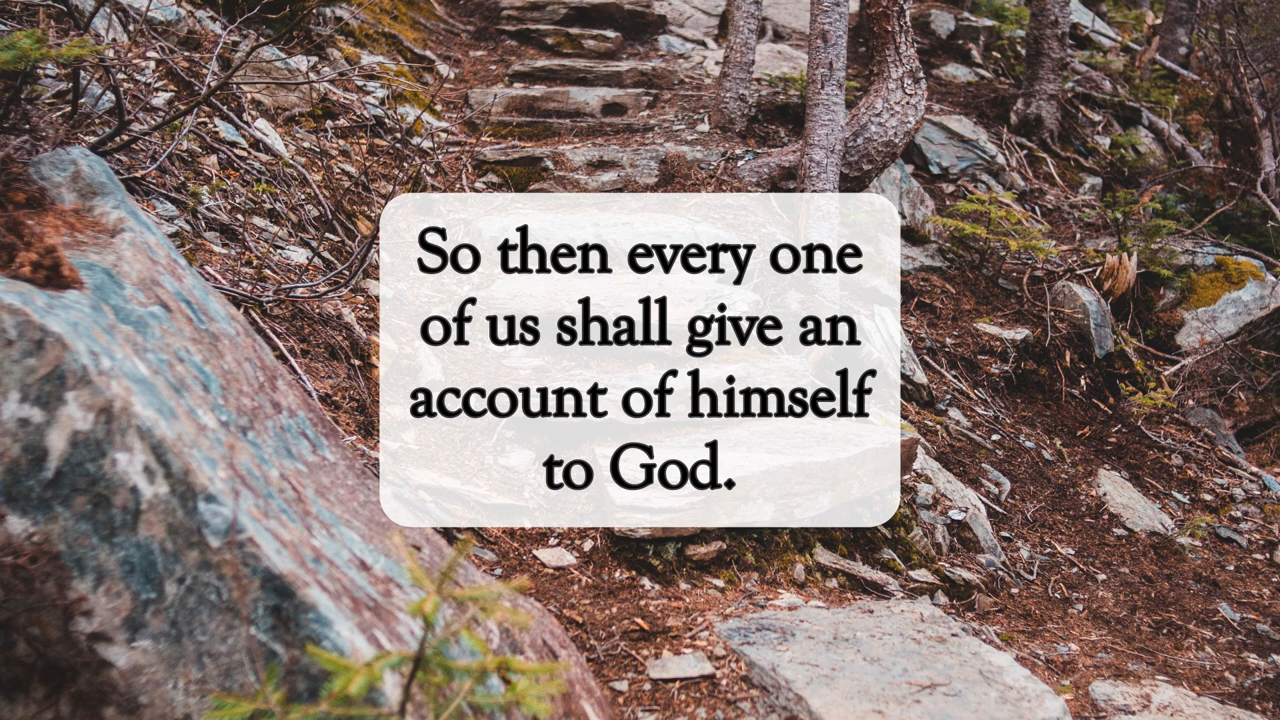 So then every one
of us shall give an
account of himself
to God.